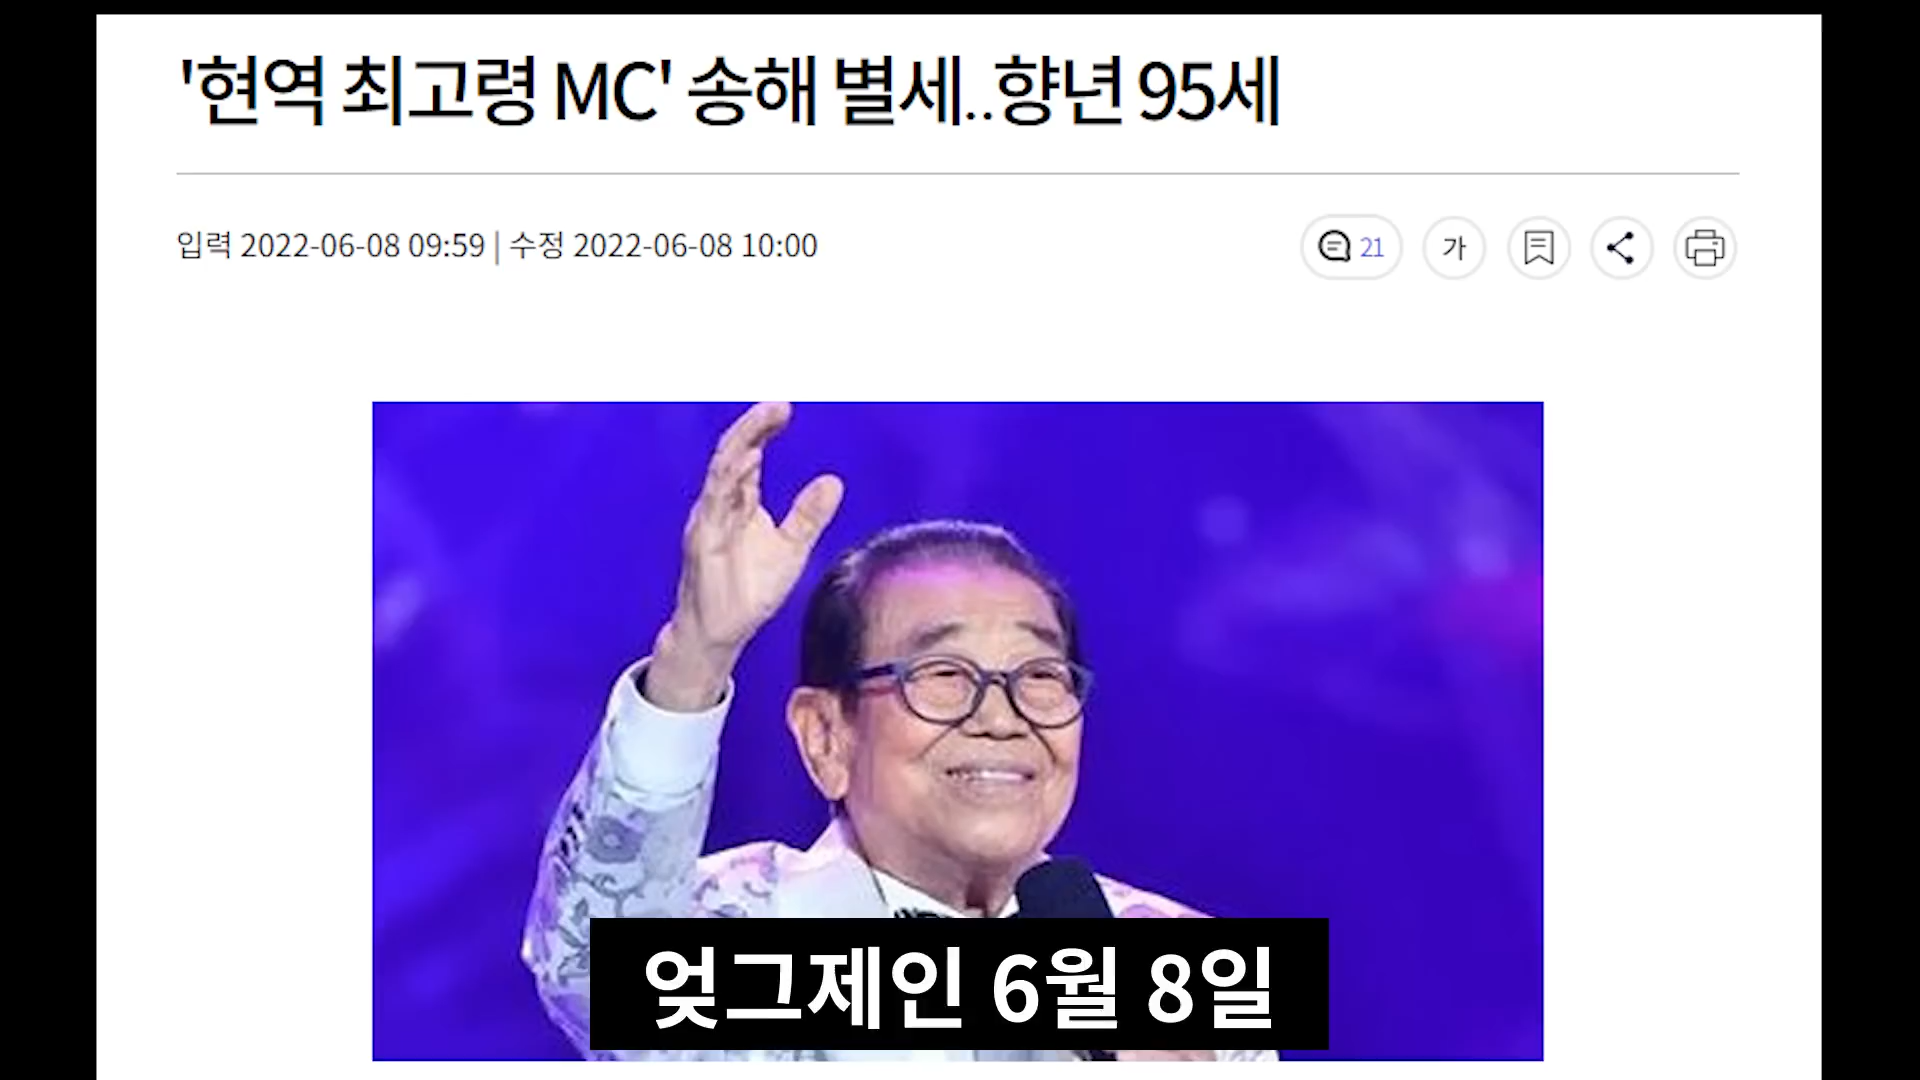 '현역 최고령 MC' 송해 별세..향년 95세
입력 2022-06-08 09:59 | 수정 2022-06-08 10:00
21
가
엊그제인 6월 8일